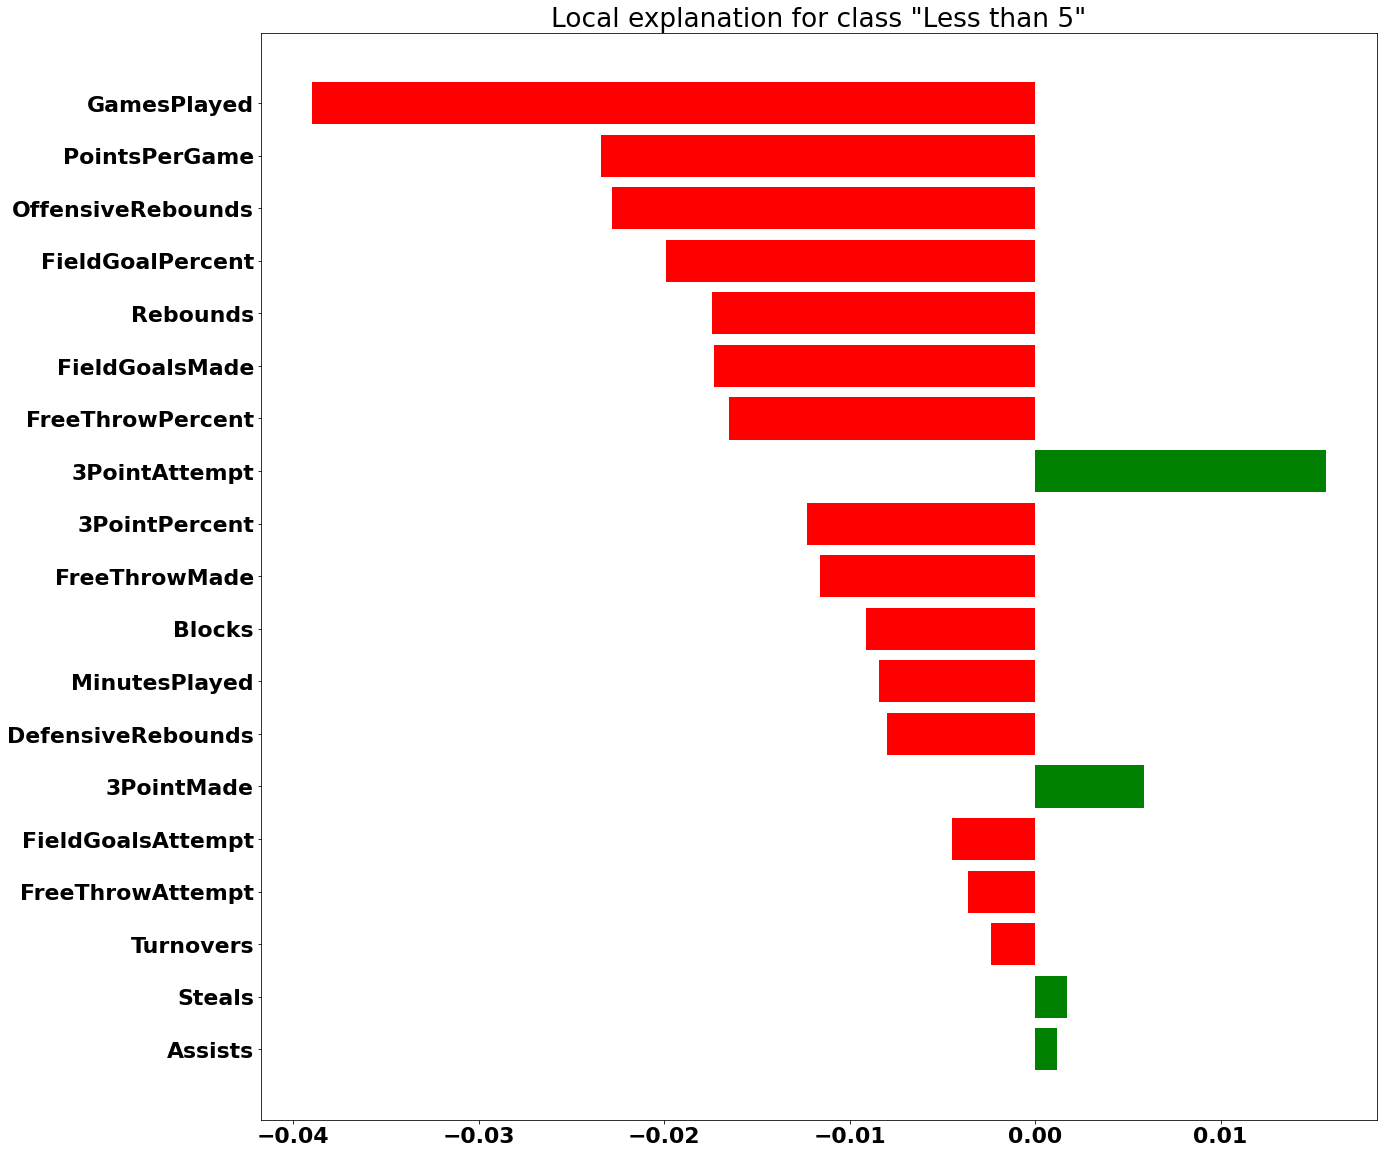 Local explanation for class "Less than 5"
GamesPlayed
PointsPerGame
OffensiveRebounds
FieldGoalPercent
Rebounds
FieldGoalsMade
FreeThrowPercent
3PointAttempt
3PointPercent
FreeThrowMade
Blocks
MinutesPlayed
DefensiveRebounds
3PointMade
FieldGoalsAttempt
FreeThrowAttempt
Turnovers
Steals
Assists
−0.04 −0.03 −0.02 −0.01 0.00 0.01